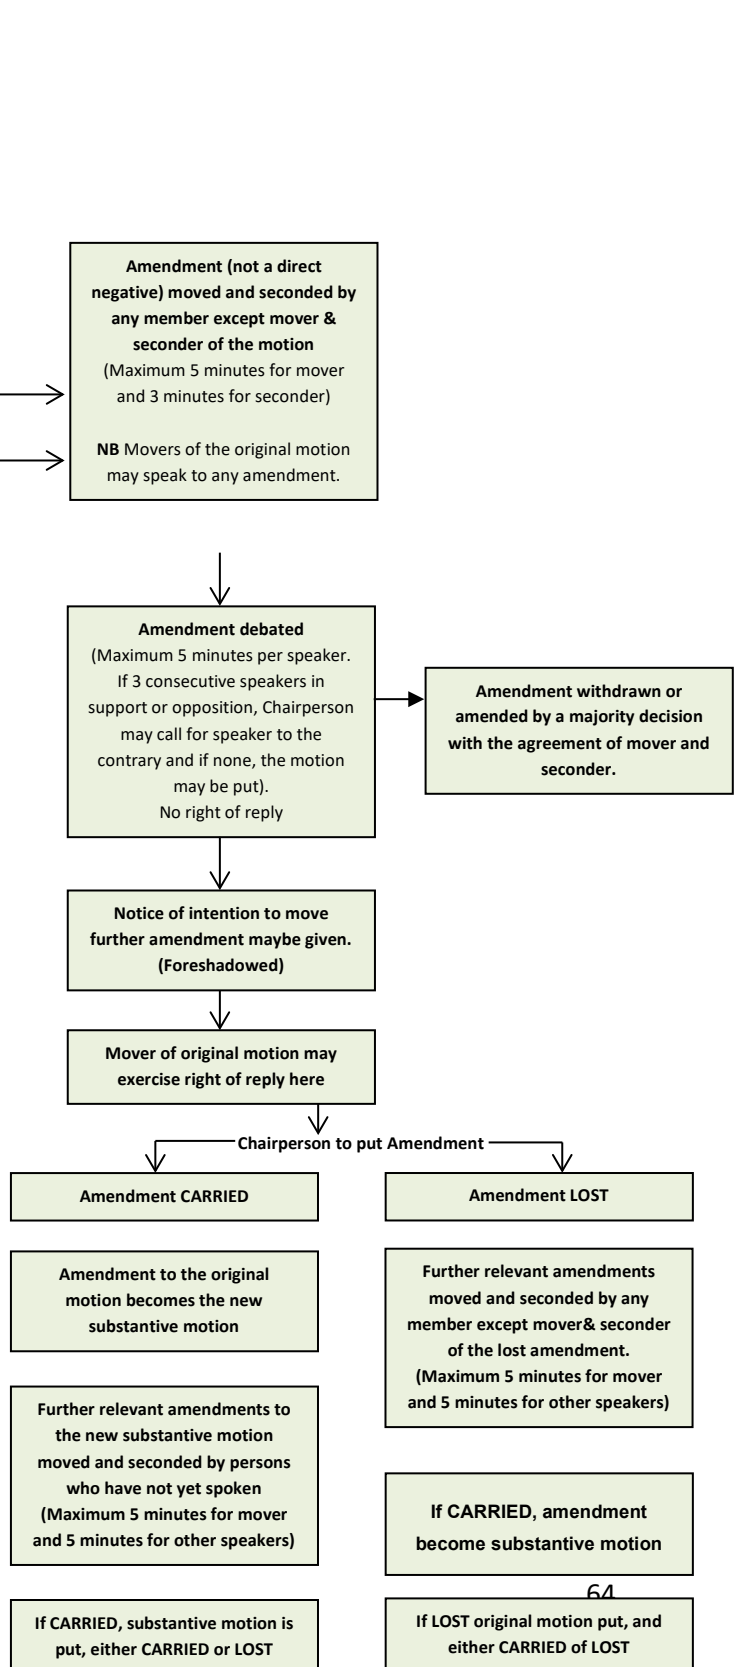 Amendment (not a direct
negative) moved and seconded by
any member except mover &
seconder of the motion
(Maximum 5 minutes for mover
and 3 minutes for seconder)
NB Movers of the original motion
may speak to any amendment.
Amendment debated
(Maximum 5 minutes per speaker.
If 3 consecutive speakers in
support or opposition, Chairperson
may call for speaker to the
contrary and if none, the motion
may be put).
No right of reply
Amendment withdrawn or
amended by a majority decision
with the agreement of mover and
seconder.
Notice of intention to move
further amendment maybe given.
(Foreshadowed)
Mover of original motion may
exercise right of reply here
Chairperson to put Amendment
Amendment CARRIED
Amendment to the original
motion becomes the new
substantive motion
Further relevant amendments to
the new substantive motion
moved and seconded by persons
who have not yet spoken
(Maximum 5 minutes for mover
and 5 minutes for other speakers)
If CARRIED, substantive motion is
put, either CARRIED or LOST
Amendment LOST
Further relevant amendments
moved and seconded by any
member except mover& seconder
of the lost amendment.
(Maximum 5 minutes for mover
and 5 minutes for other speakers)
If CARRIED, amendment
become substantive motion
64
If LOST original motion put, and
either CARRIED of LOST